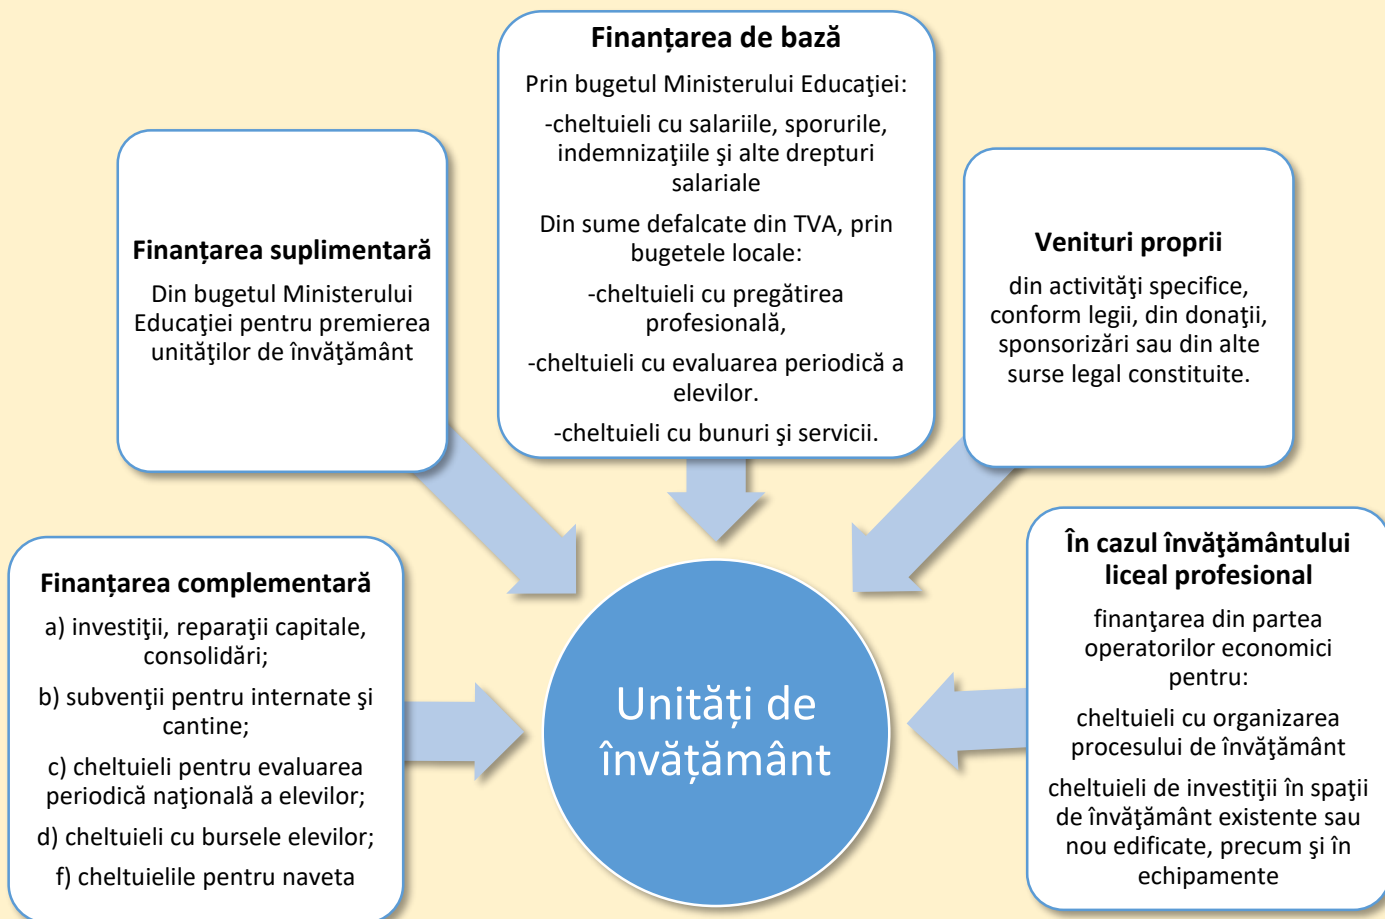 Finanțarea de bază
Prin bugetul Ministerului Educaţiei:
-cheltuieli cu salariile, sporurile,
indemnizaţiile şi alte drepturi
salariale
Din sume defalcate din TVA, prin
bugetele locale:
-cheltuieli cu pregătirea
profesională,
-cheltuieli cu evaluarea periodică a
elevilor.
-cheltuieli cu bunuri şi servicii.
Finanțarea suplimentară
Din bugetul Ministerului
Educaţiei pentru premierea
unităţilor de învăţământ
Venituri proprii
din activităţi specifice,
conform legii, din donaţii,
sponsorizări sau din alte
surse legal constituite.
Finanțarea complementară
a) investiţii, reparaţii capitale,
consolidări;
b) subvenţii pentru internate şi
cantine;
c) cheltuieli pentru evaluarea
periodică naţională a elevilor;
d) cheltuieli cu bursele elevilor;
f) cheltuielile pentru naveta
Unități de
învățământ
În cazul învăţământului
liceal profesional
finanţarea din partea
operatorilor economici
pentru:
cheltuieli cu organizarea
procesului de învăţământ
cheltuieli de investiţii în spaţii
de învăţământ existente sau
nou edificate, precum şi în
echipamente